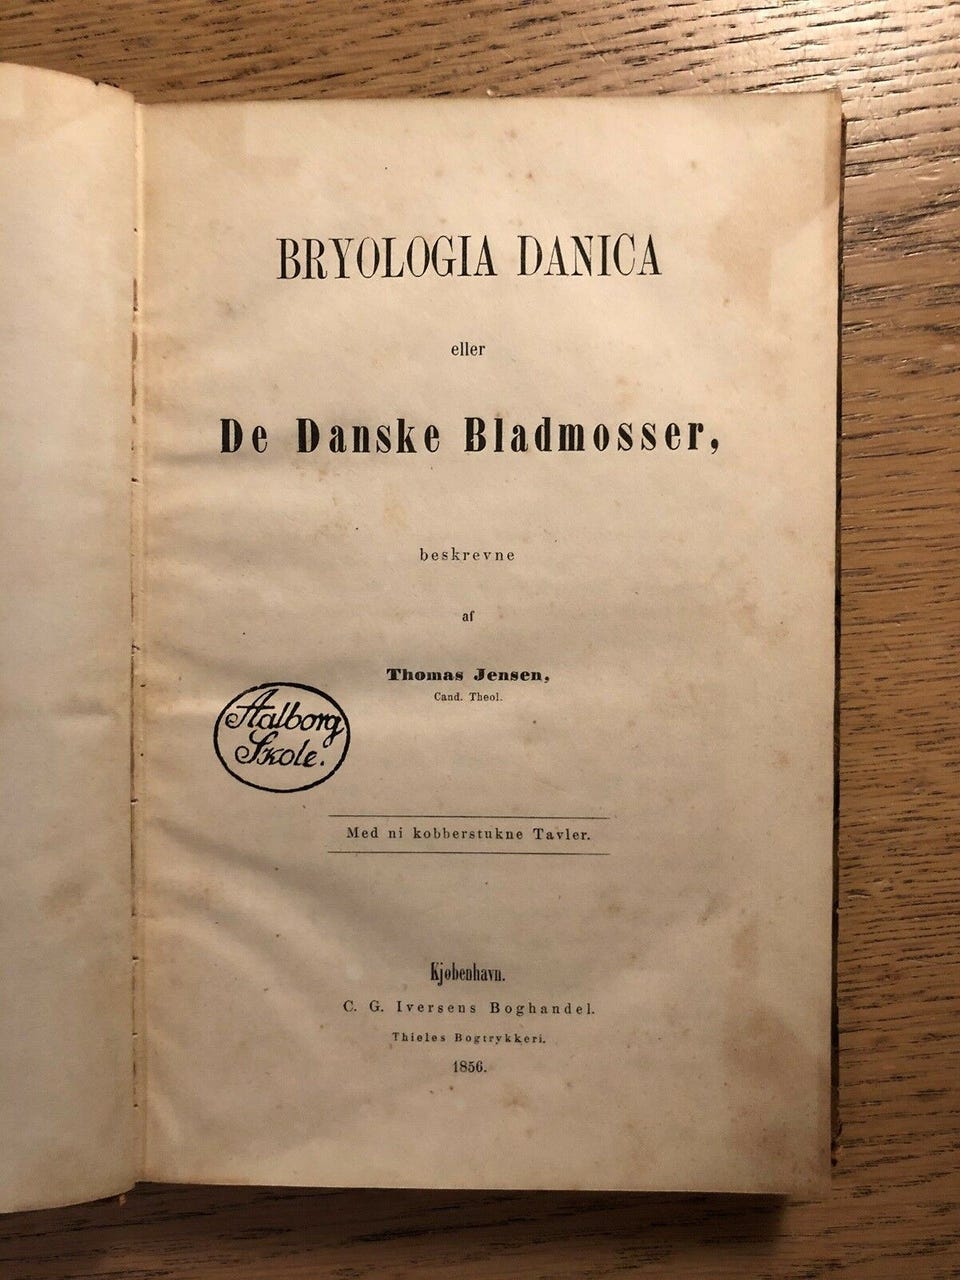 BRYOLOGIA DANICA
eller
De Danske Bladmosser,
beskrevne
af
Thomas Jensen,
Cand. Theol.
Aalborg
Skole.
Med ni kobberstukne Tavler.
Kjøbenhavn.
C. G. Iversens Boghandel.
Thieles Bogtrykkeri.
1856.